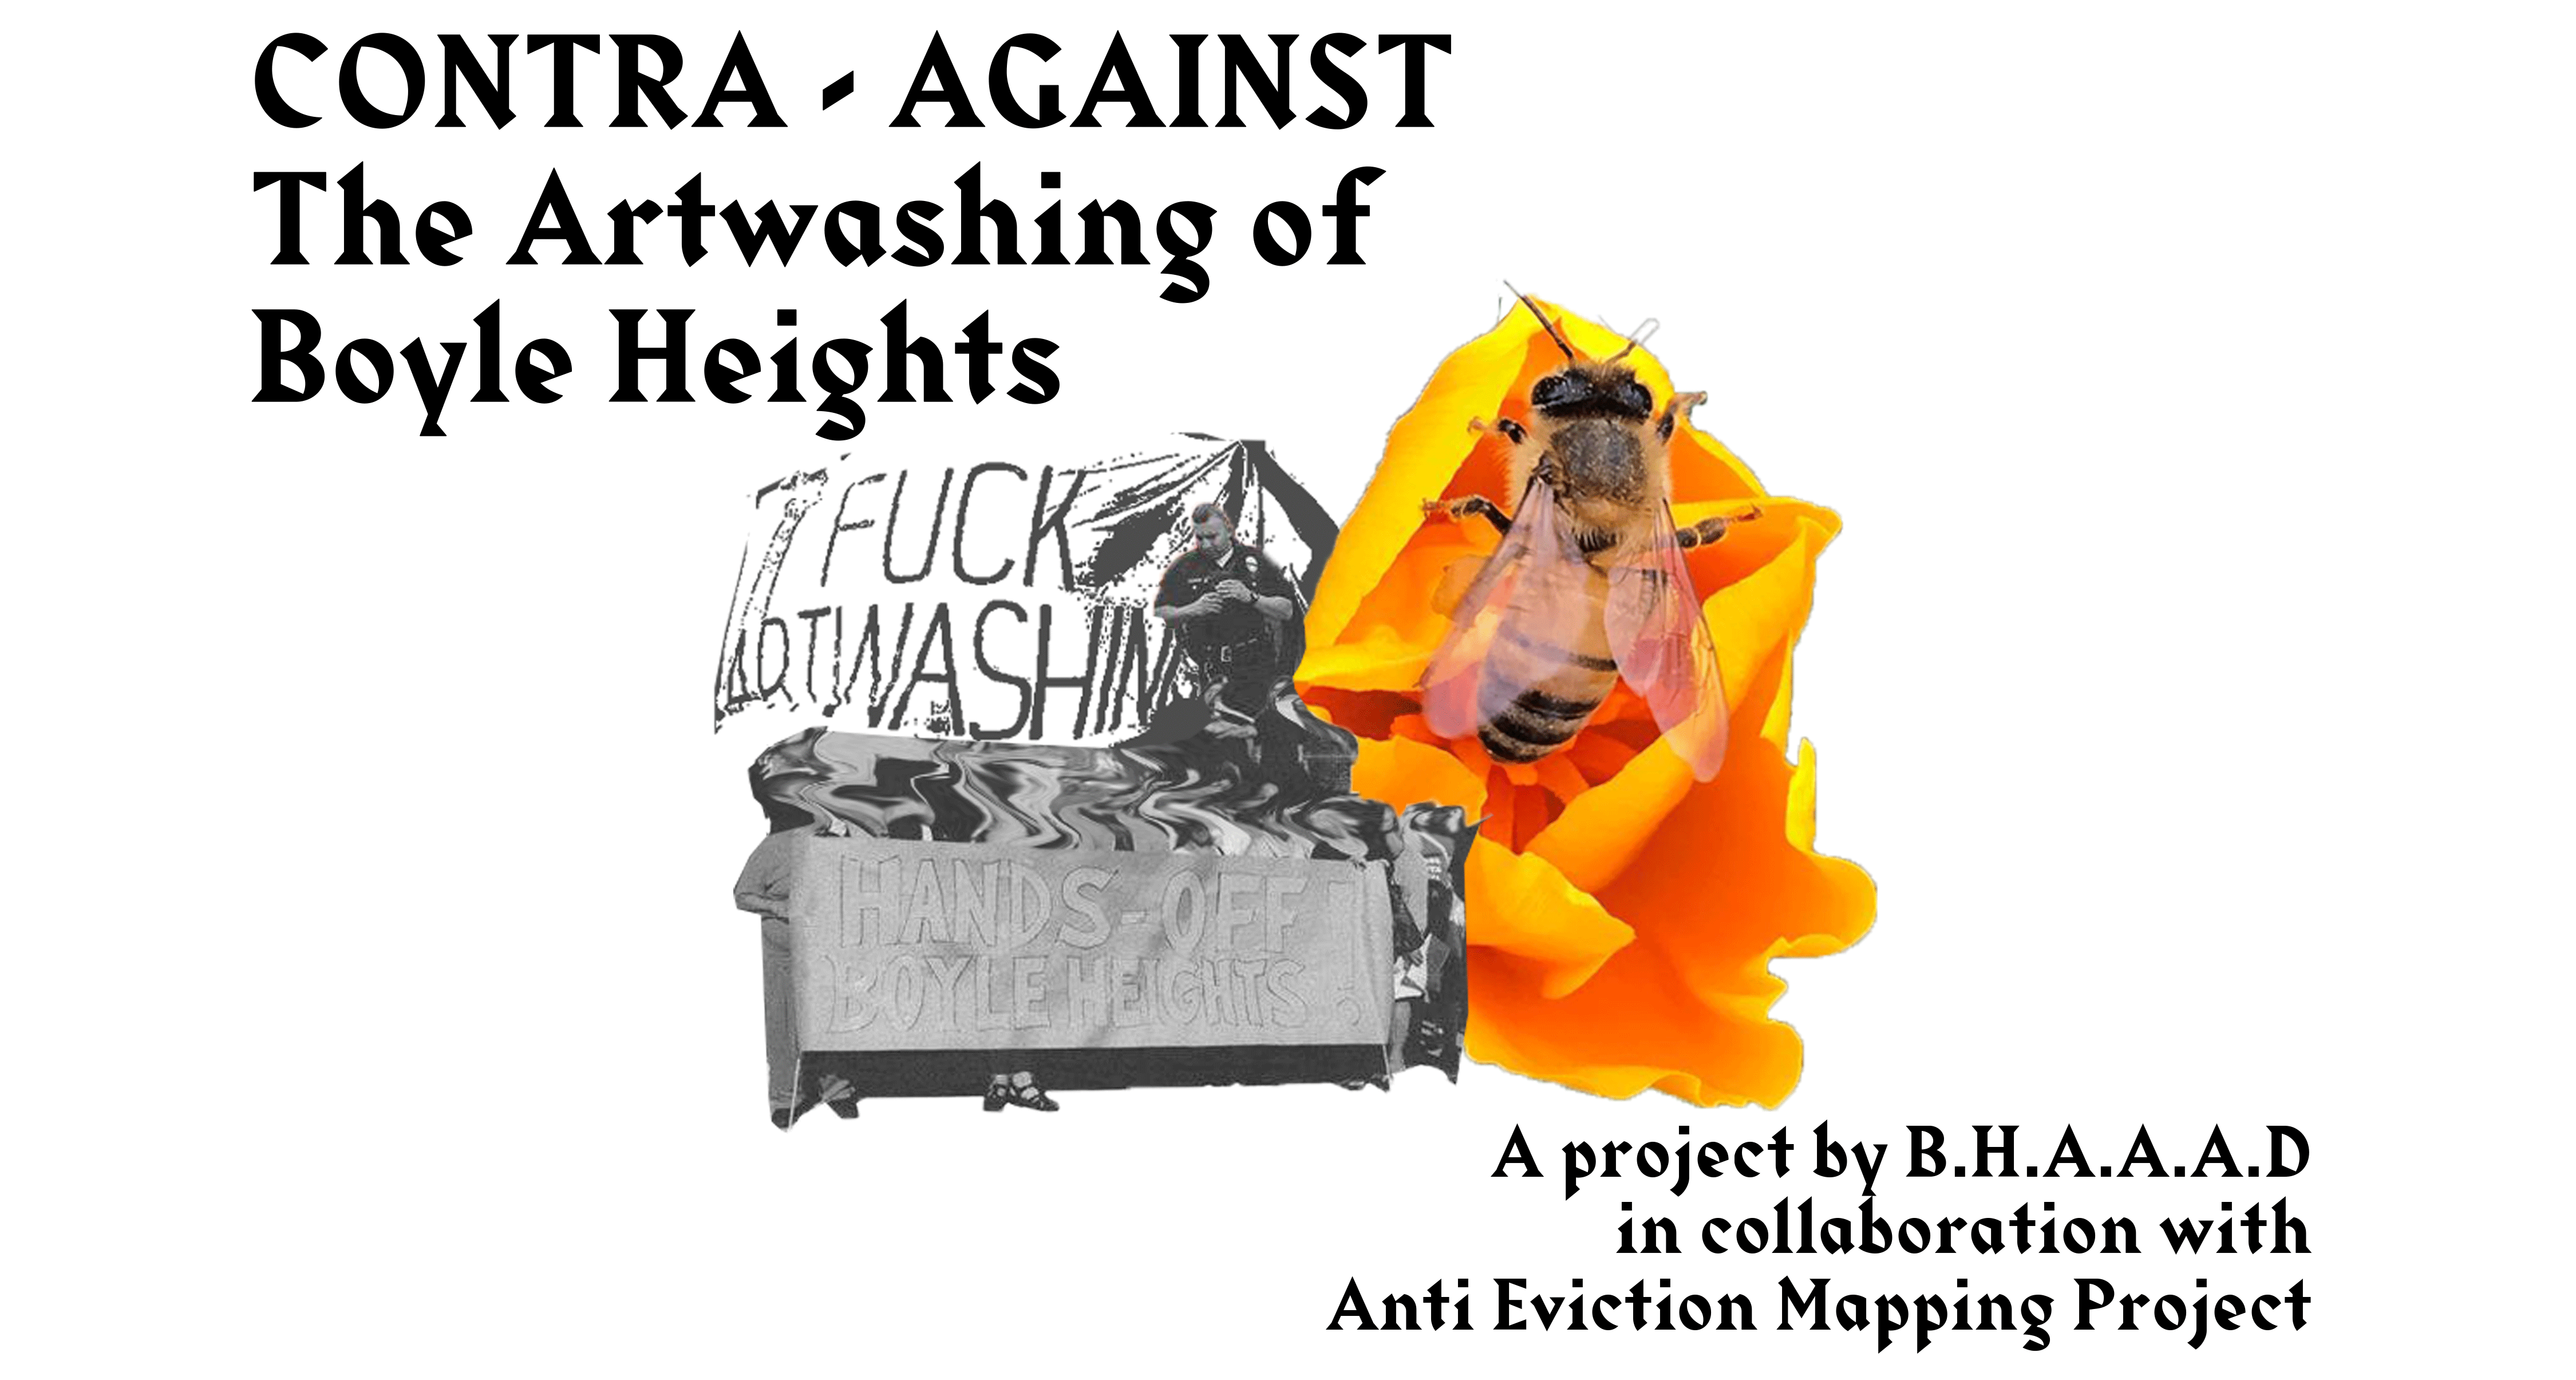 CONTRA - AGAINST
The Artwashing of
Boyle Heights
FUCK
ARTWASHIN
HANDS-OFF
BOYLE HEIGHTS!
A project by B.H.A.A.A.D
in collaboration with
Anti Eviction Mapping Project